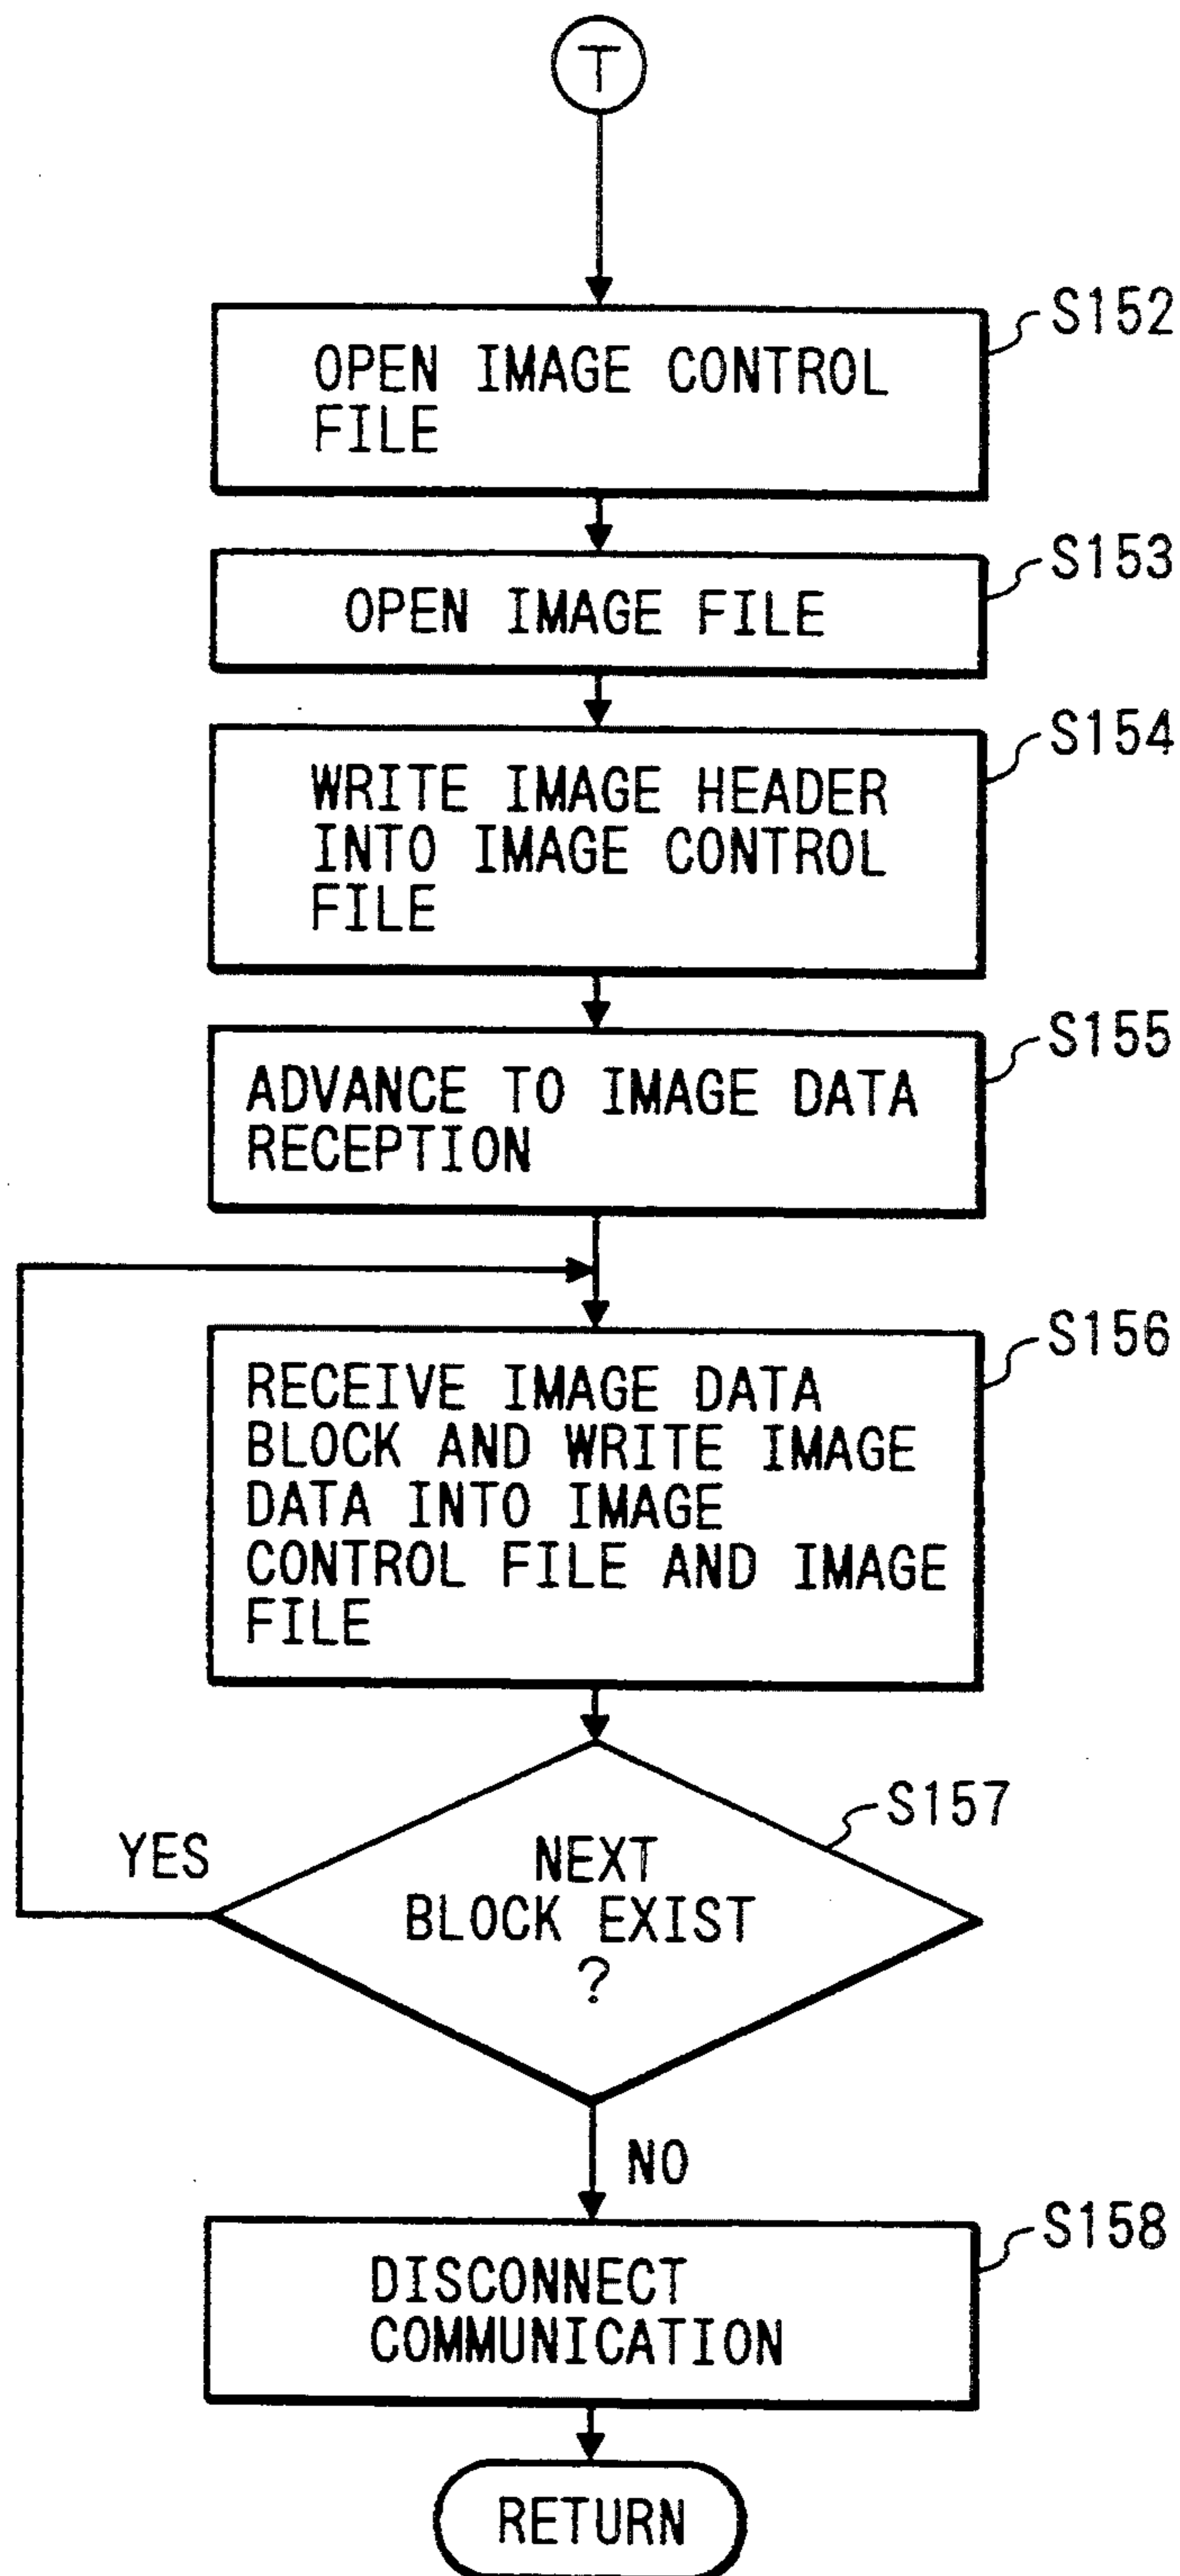 T
S152
OPEN IMAGE CONTROL
FILE
S153
OPEN IMAGE FILE
S154
WRITE IMAGE HEADER
INTO IMAGE CONTROL
FILE
S155
ADVANCE TO IMAGE DATA
RECEPTION
S156
RECEIVE IMAGE DATA
BLOCK AND WRITE IMAGE
DATA INTO IMAGE
CONTROL FILE AND IMAGE
FILE
S157
YES
NEXT
BLOCK EXIST
?
NO
S158
DISCONNECT
COMMUNICATION
RETURN